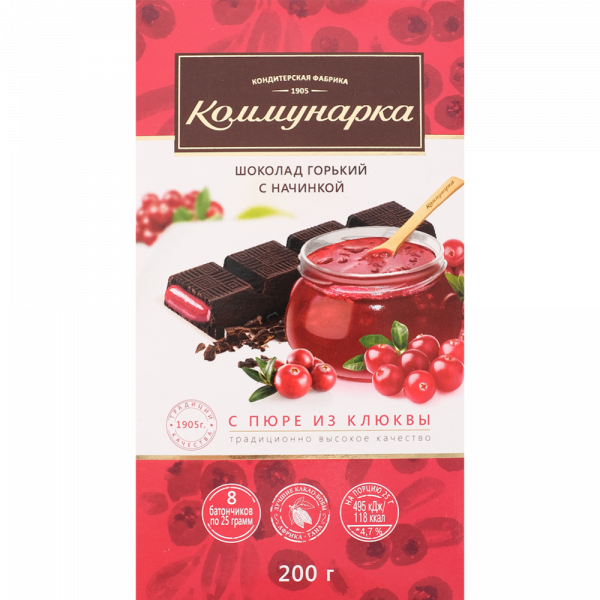 КОНДИТЕРСКАЯ ФАБРИКА
1905
Коммунарка
ШОКОЛАД ГОРЬКИЙ
С НАЧИНКОЙ
Коммунарка
ТРАДИЦИИ
1905г.
КАЧЕСТВА
С ПЮРЕ ИЗ КЛЮКВЫ
традиционно высокое качество
8
батончиков
по 25 грамм
ЛУЧШИЕ КАКАО-БОБЫ
АФРИКА - ГАНА
НА ПОРЦИЮ 25 г
495 кДж/
118 ккал
*4,7 %
200 г